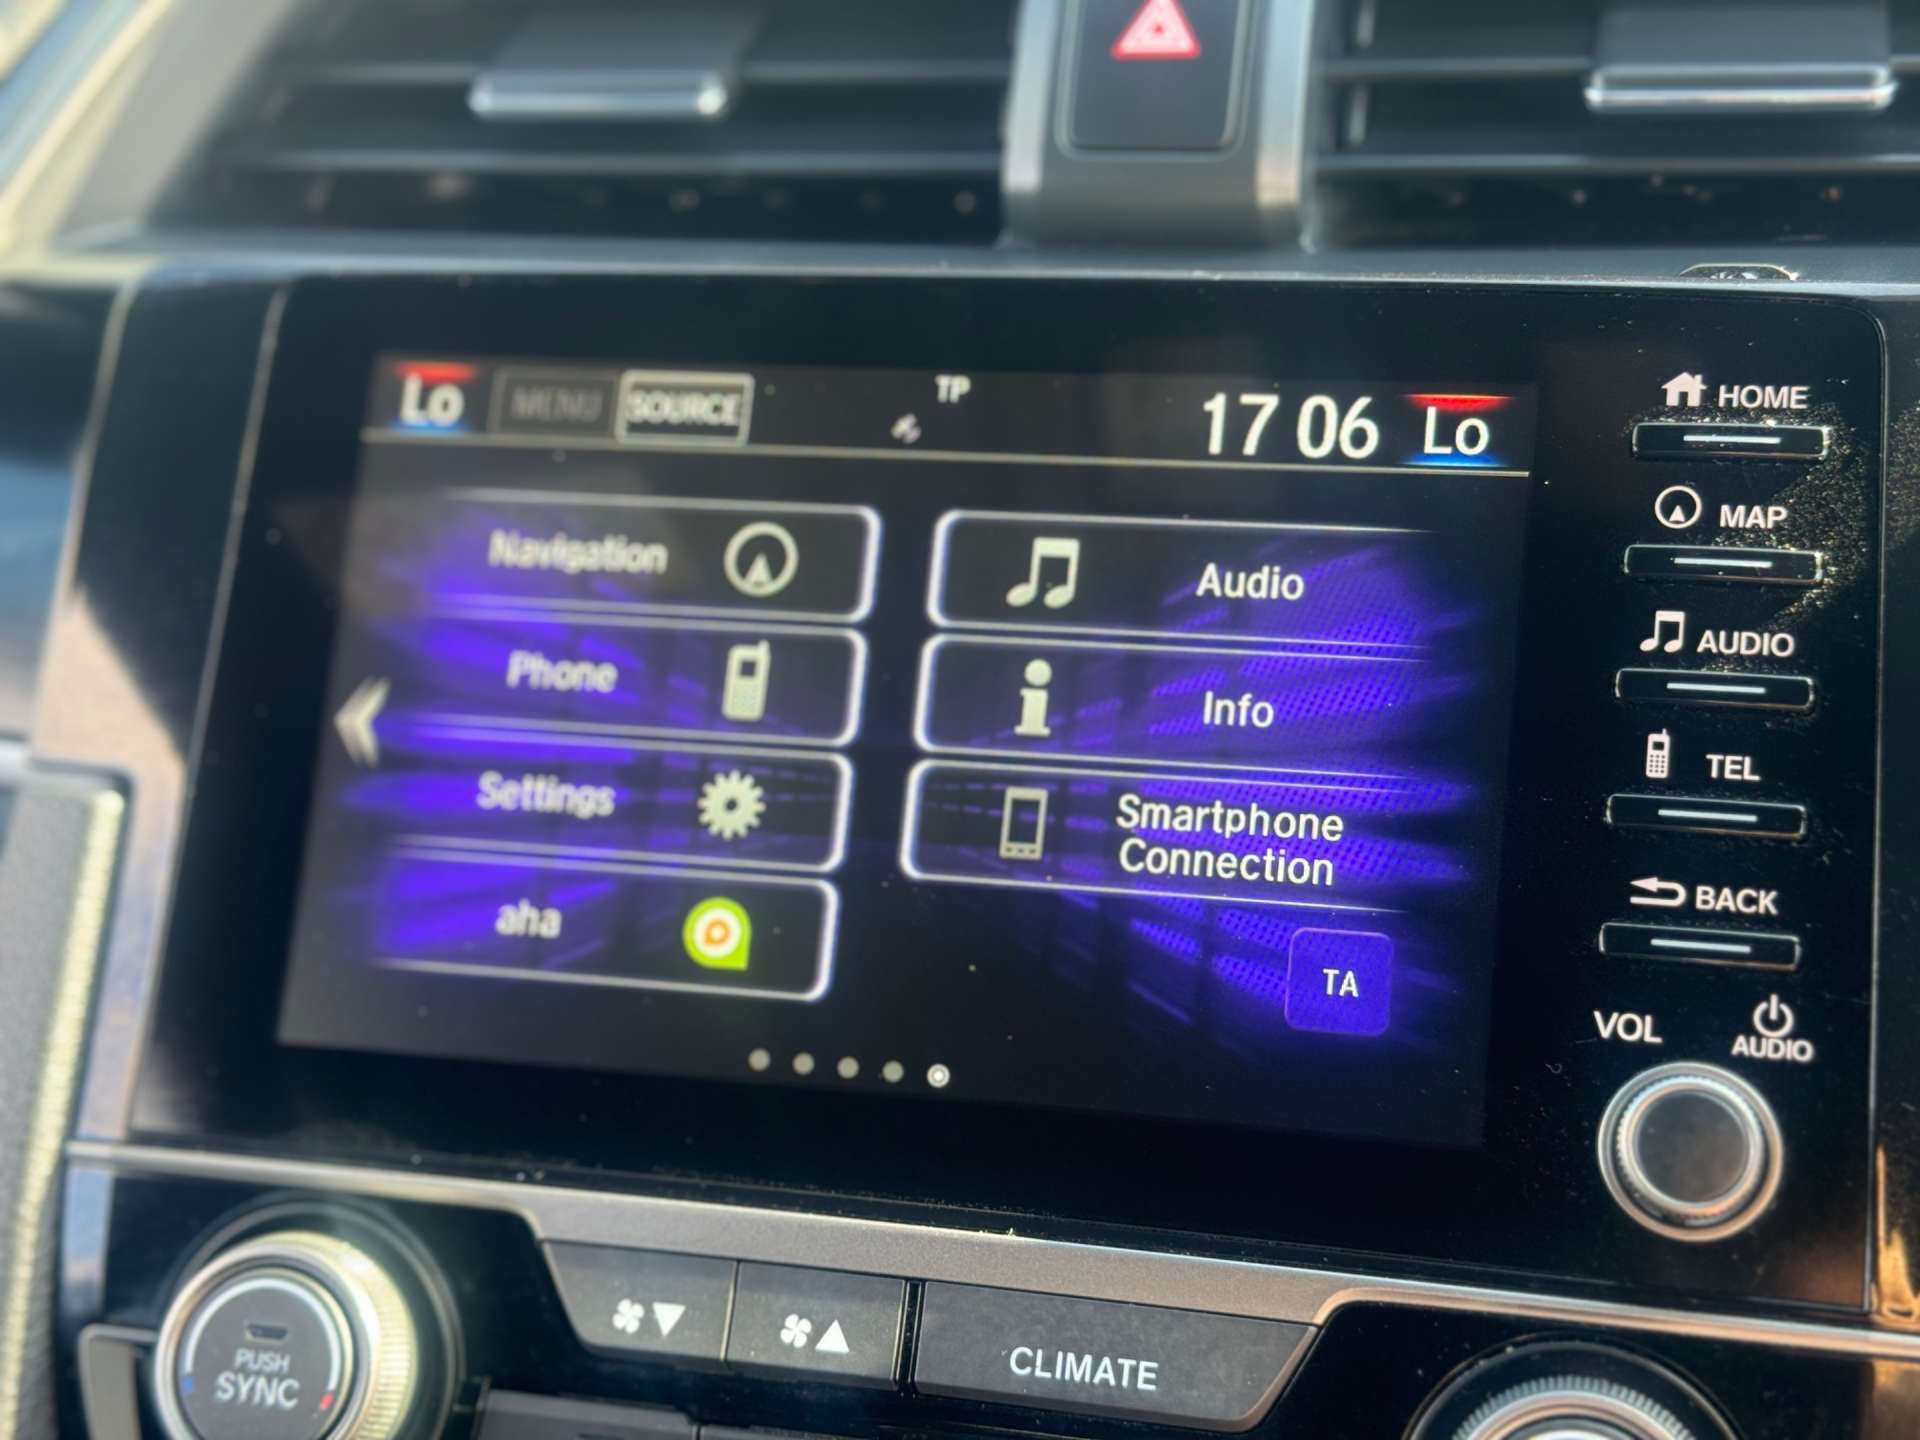 Lo MENU SOURCE TP 17 06 Lo
Navigation
Audio
Phone
Info
Settings
Smartphone
Connection
aha
TA
HOME
MAP
AUDIO
TEL
BACK
VOL
AUDIO
PUSH
SYNC
CLIMATE